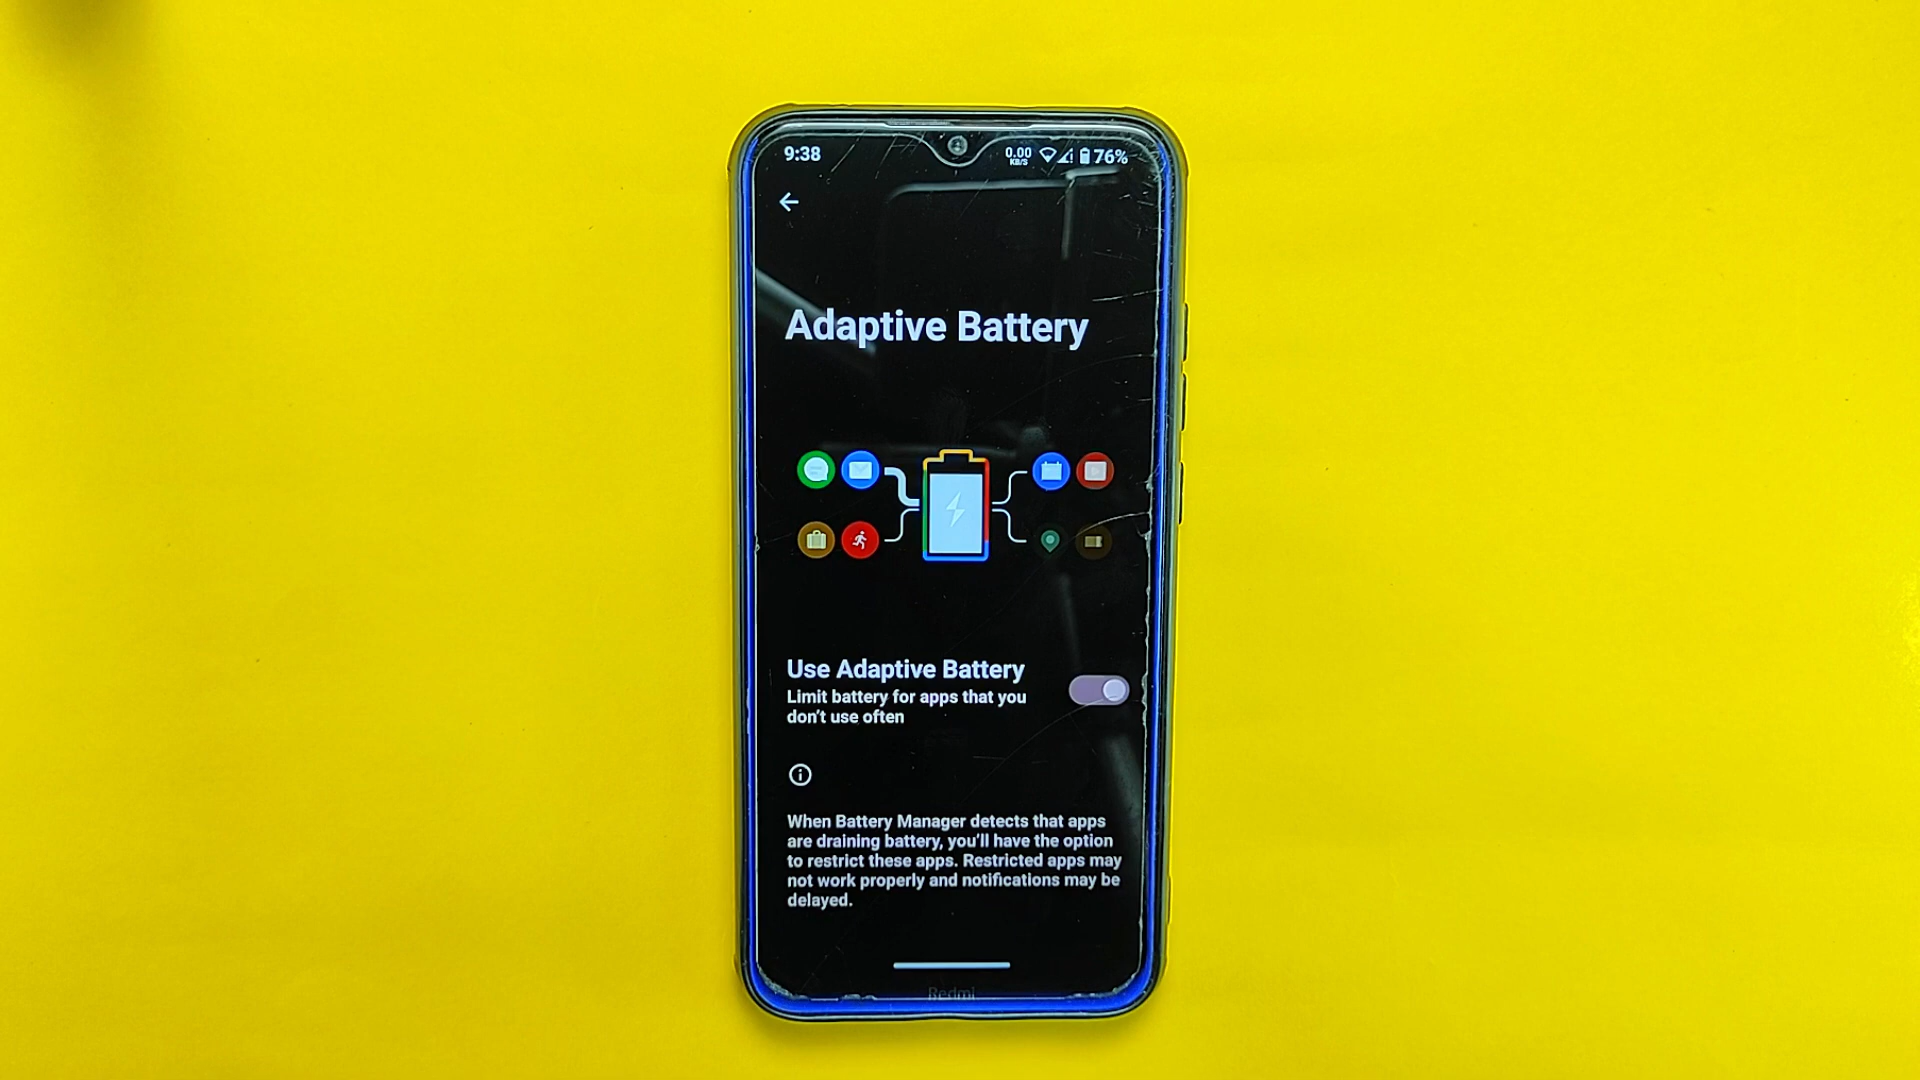 9:38
0.00
KB/S
76%
Adaptive Battery
Use Adaptive Battery
Limit battery for apps that you
don't use often
When Battery Manager detects that apps
are draining battery, you'll have the option
to restrict these apps. Restricted apps may
not work properly and notifications may be
delayed.
Redmi